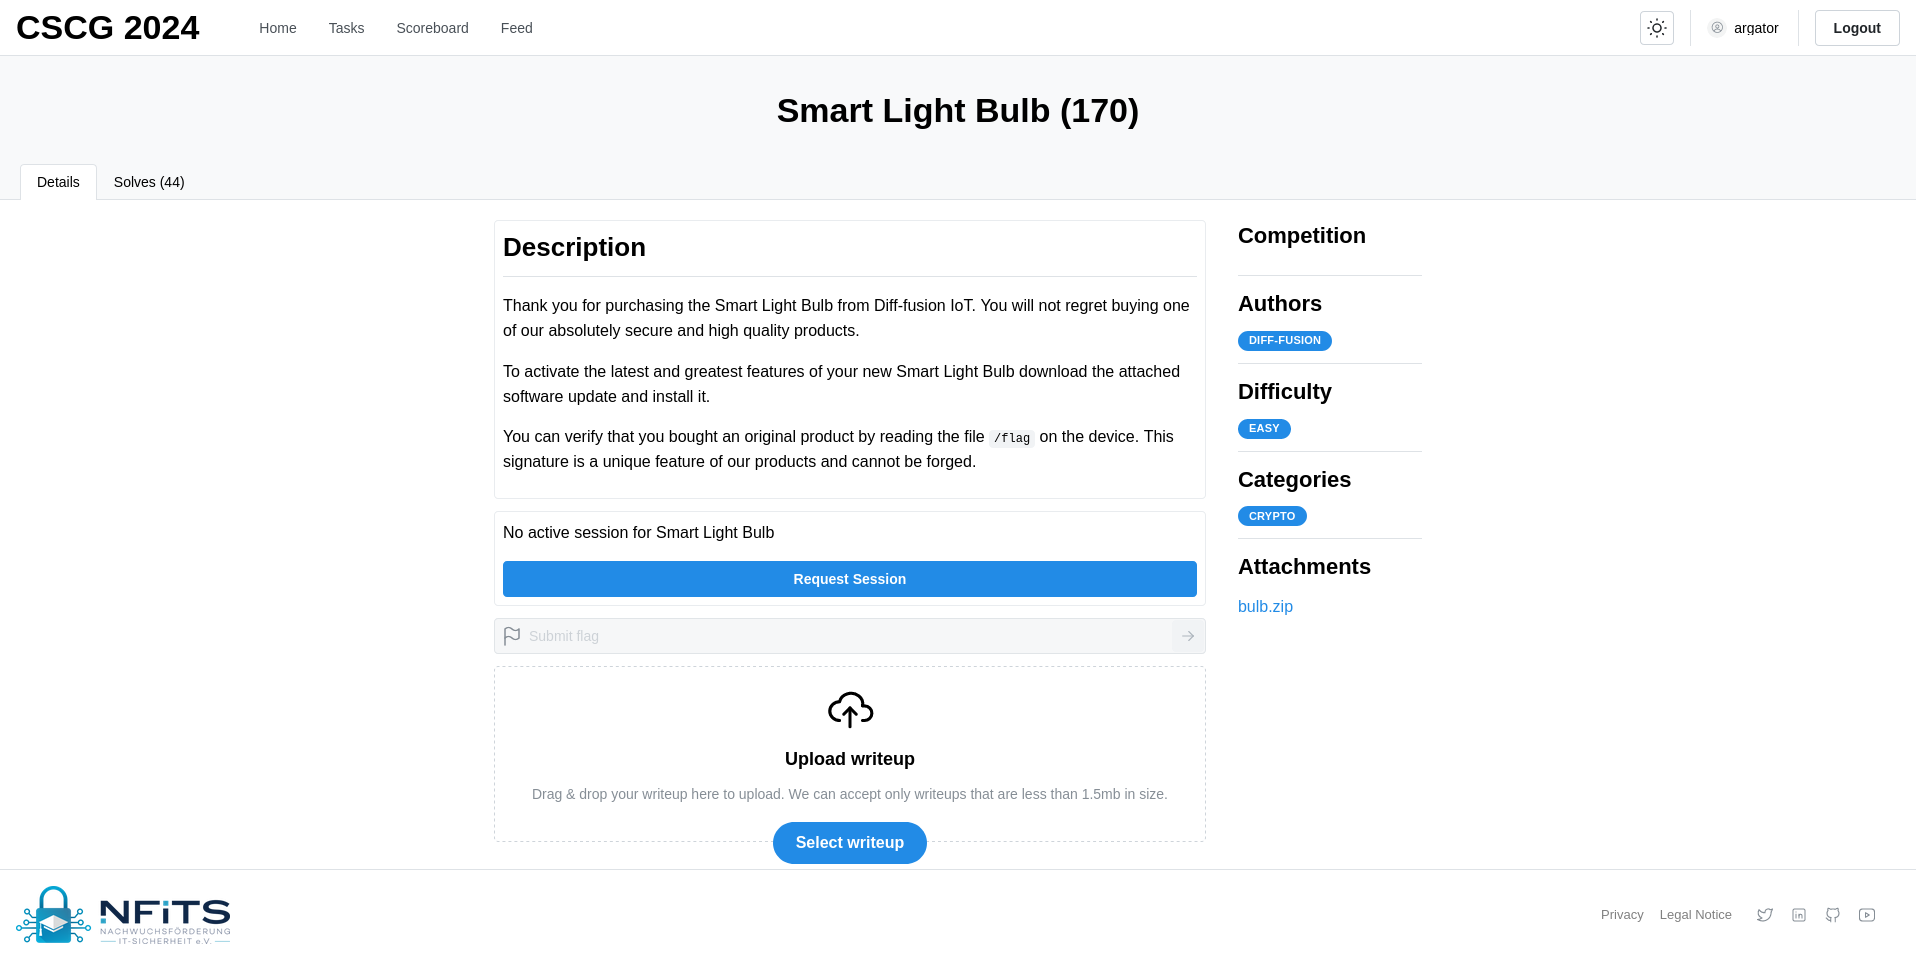 CSCG 2024
Home
Tasks
Scoreboard
Feed
argator
Logout
Smart Light Bulb (170)
Details
Solves (44)
Description
Thank you for purchasing the Smart Light Bulb from Diff-fusion IoT. You will not regret buying one
of our absolutely secure and high quality products.
To activate the latest and greatest features of your new Smart Light Bulb download the attached
software update and install it.
You can verify that you bought an original product by reading the file /flag on the device. This
signature is a unique feature of our products and cannot be forged.
No active session for Smart Light Bulb
Request Session
Submit flag
Upload writeup
Drag & drop your writeup here to upload. We can accept only writeups that are less than 1.5mb in size.
Select writeup
Competition
Authors
DIFF-FUSION
Difficulty
EASY
Categories
CRYPTO
Attachments
bulb.zip
NFiTS
NACHWUCHSFÖRDERUNG
IT-SICHERHEIT e.V.
Privacy
Legal Notice